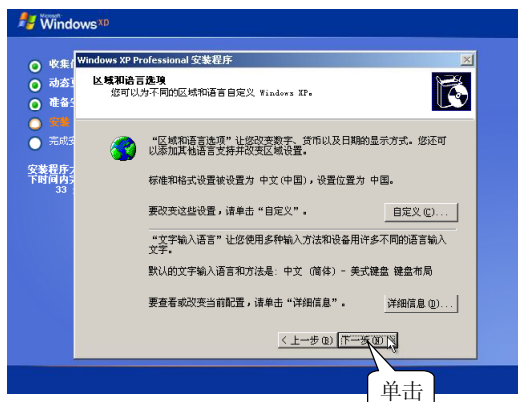 Microsoft
Windows XP
Windows XP Professional 安装程序
收集
区域和语言选项
您可以为不同的区域和语言自定义 Windows XP。
动态
准备
安装
“区域和语言选项”让您改变数字、货币以及日期的显示方式。您还可
以添加其他语言支持并改变区域设置。
完成
安装程序
下时间内
33
标准和格式设置被设置为 中文(中国)，设置位置为 中国。
要改变这些设置，请单击“自定义”。
自定义(C)...
“文字输入语言”让您使用多种输入方法和设备用许多不同的语言输入
文字。
默认的文字输入语言和方法是: 中文 (简体) - 美式键盘 键盘布局
要查看或改变当前配置，请单击“详细信息”。
详细信息(D)...
< 上一步(B)
下一步(N) >
单击